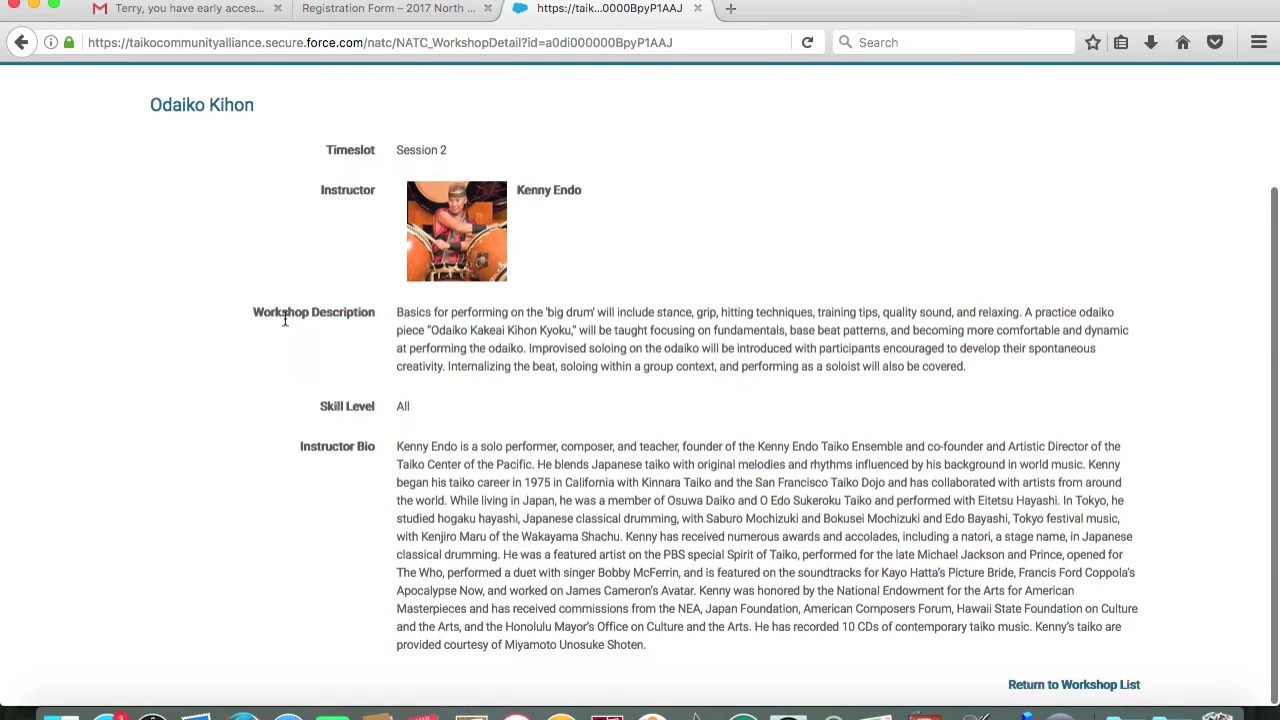 Terry, you have early acces...
Registration Form – 2017 North ...
https://taik...0000BpyP1AAJ
https://taikocommunityalliance.secure.force.com/natc/NATC_WorkshopDetail?id=a0di000000BpyP1AAJ
Search
Odaiko Kihon
Timeslot Session 2
Instructor Kenny Endo
Workshop Description Basics for performing on the 'big drum' will include stance, grip, hitting techniques, training tips, quality sound, and relaxing. A practice odaiko
piece “Odaiko Kakeai Kihon Kyoku,” will be taught focusing on fundamentals, base beat patterns, and becoming more comfortable and dynamic
at performing the odaiko. Improvised soloing on the odaiko will be introduced with participants encouraged to develop their spontaneous
creativity. Internalizing the beat, soloing within a group context, and performing as a soloist will also be covered.
Skill Level All
Instructor Bio Kenny Endo is a solo performer, composer, and teacher, founder of the Kenny Endo Taiko Ensemble and co-founder and Artistic Director of the
Taiko Center of the Pacific. He blends Japanese taiko with original melodies and rhythms influenced by his background in world music. Kenny
began his taiko career in 1975 in California with Kinnara Taiko and the San Francisco Taiko Dojo and has collaborated with artists from around
the world. While living in Japan, he was a member of Osuwa Daiko and O Edo Sukeroku Taiko and performed with Eitetsu Hayashi. In Tokyo, he
studied hogaku hayashi, Japanese classical drumming, with Saburo Mochizuki and Bokusei Mochizuki and Edo Bayashi, Tokyo festival music,
with Kenjiro Maru of the Wakayama Shachu. Kenny has received numerous awards and accolades, including a natori, a stage name, in Japanese
classical drumming. He was a featured artist on the PBS special Spirit of Taiko, performed for the late Michael Jackson and Prince, opened for
The Who, performed a duet with singer Bobby McFerrin, and is featured on the soundtracks for Kayo Hatta’s Picture Bride, Francis Ford Coppola’s
Apocalypse Now, and worked on James Cameron’s Avatar. Kenny was honored by the National Endowment for the Arts for American
Masterpieces and has received commissions from the NEA, Japan Foundation, American Composers Forum, Hawaii State Foundation on Culture
and the Arts, and the Honolulu Mayor’s Office on Culture and the Arts. He has recorded 10 CDs of contemporary taiko music. Kenny’s taiko are
provided courtesy of Miyamoto Unosuke Shoten.
Return to Workshop List
3